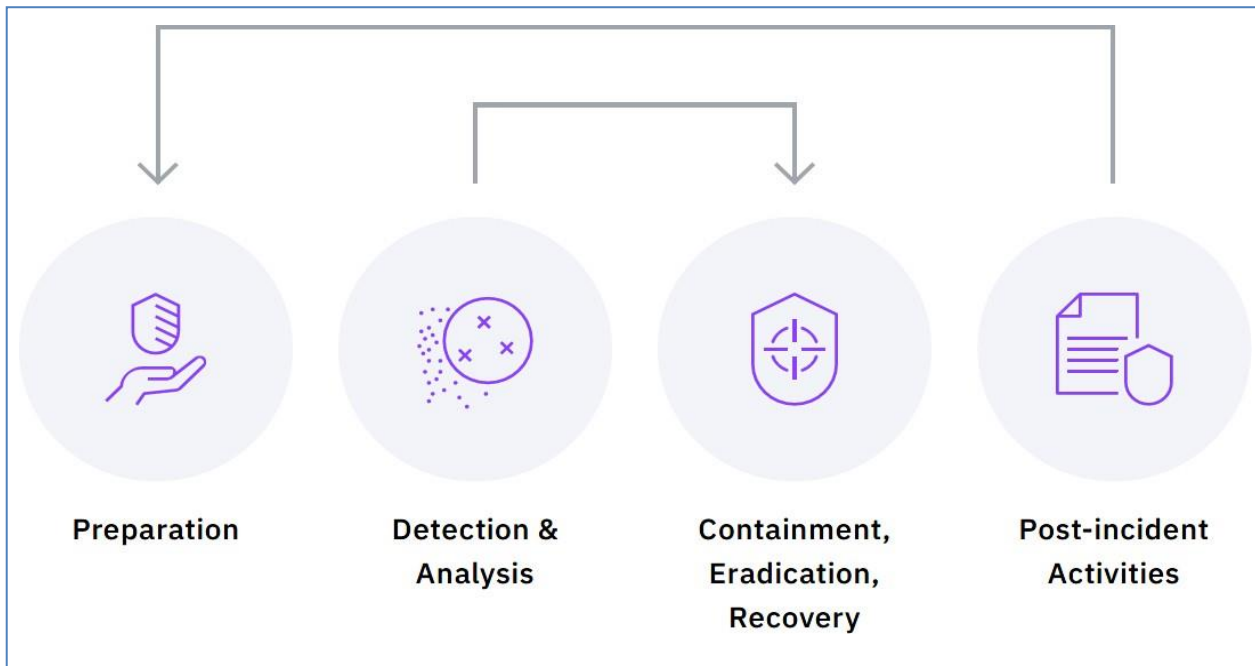 Preparation
Detection &
Analysis
Containment,
Eradication,
Recovery
Post-incident
Activities